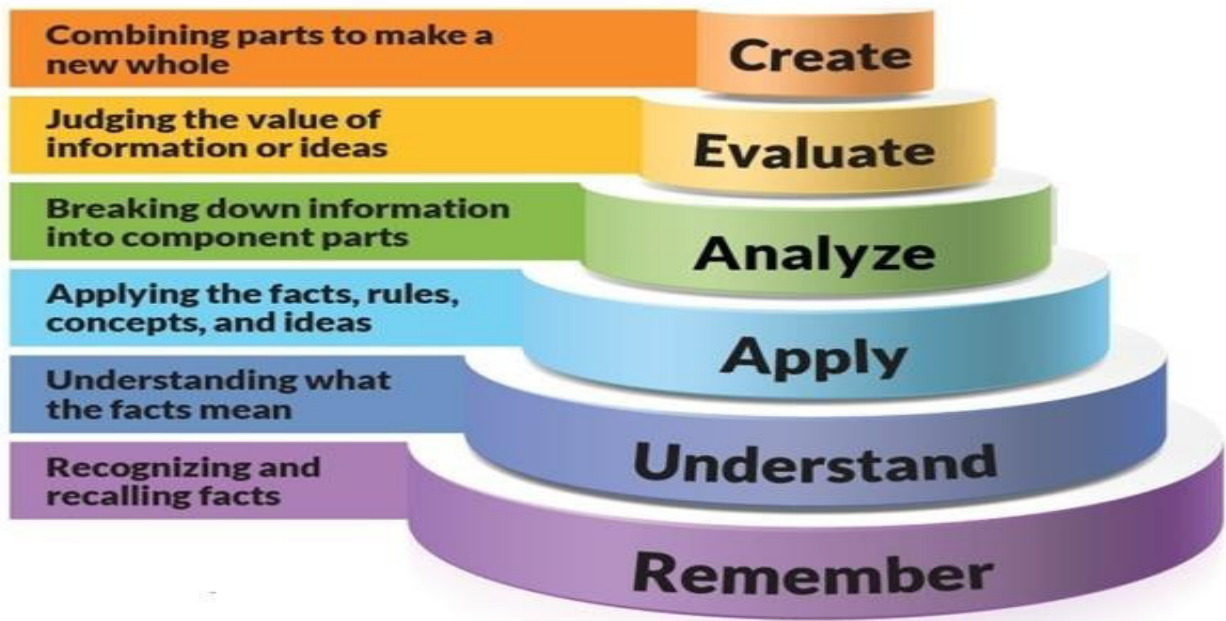 Combining parts to make a
new whole
Create
Judging the value of
information or ideas
Evaluate
Breaking down information
into component parts
Analyze
Applying the facts, rules,
concepts, and ideas
Apply
Understanding what
the facts mean
Understand
Recognizing and
recalling facts
Remember